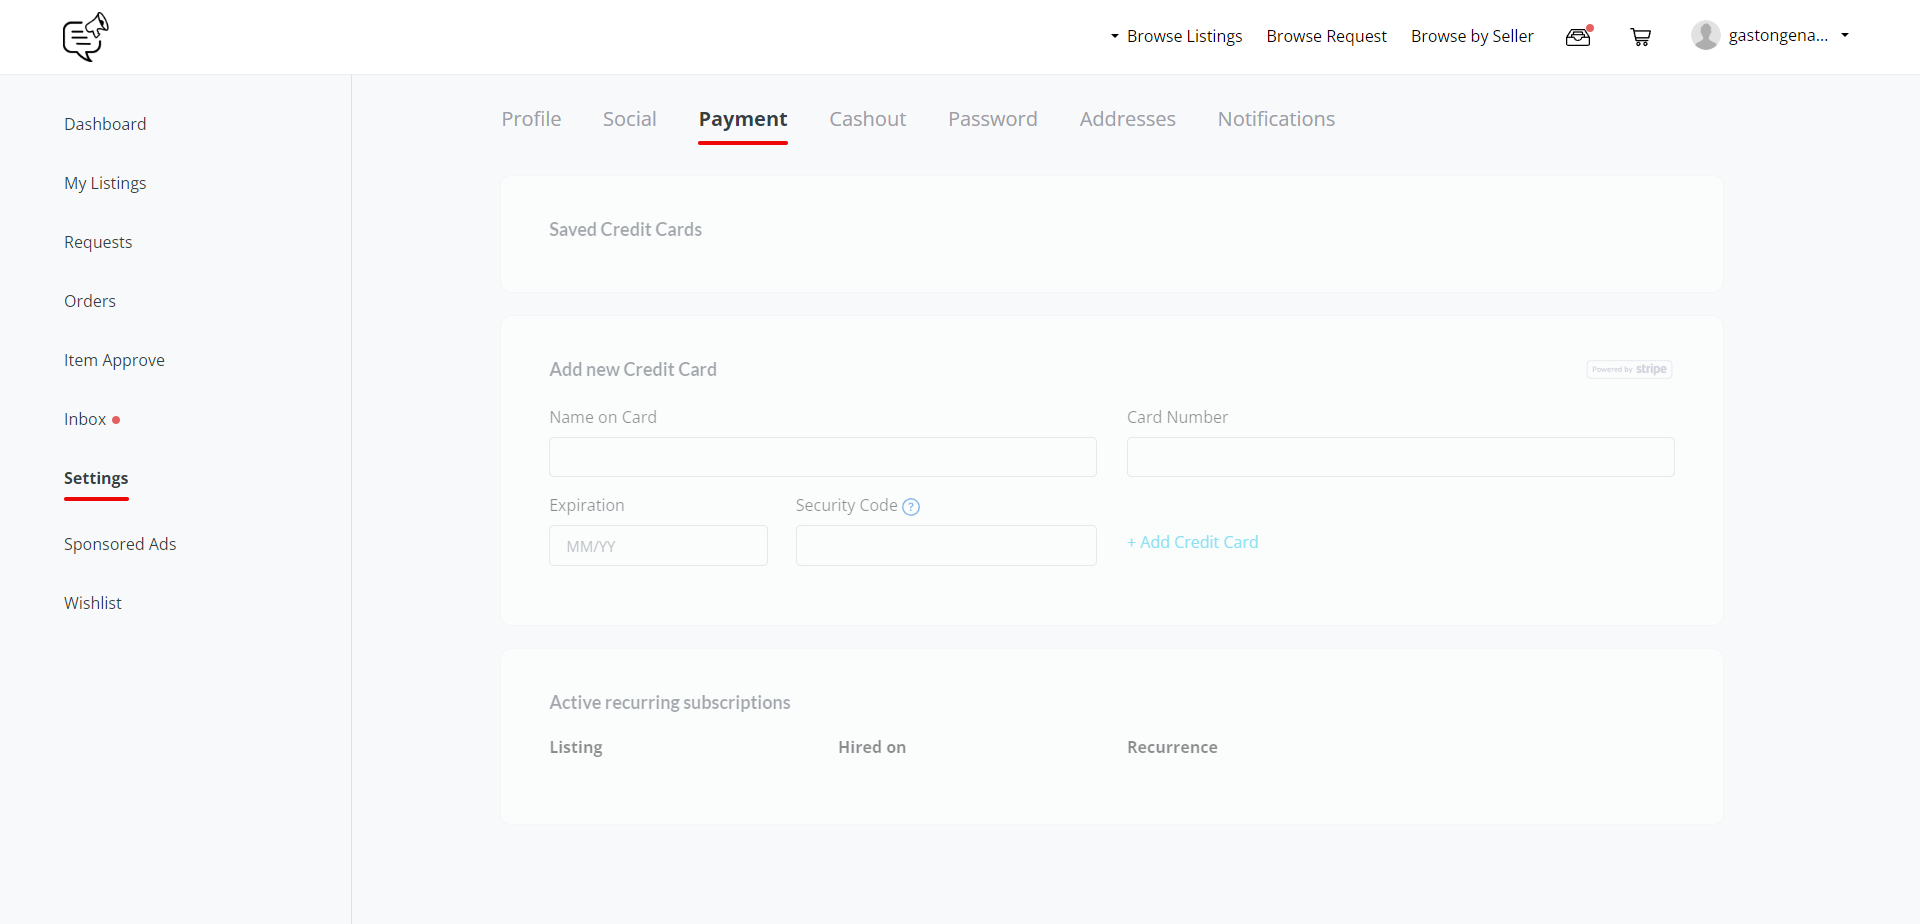 Browse Listings Browse Request Browse by Seller gastongena...
Dashboard
My Listings
Requests
Orders
Item Approve
Inbox
Settings
Sponsored Ads
Wishlist
Profile Social Payment Cashout Password Addresses Notifications
Saved Credit Cards
Add new Credit Card Powered by stripe
Name on Card Card Number
Expiration Security Code ?
MM/YY
+ Add Credit Card
Active recurring subscriptions
Listing Hired on Recurrence